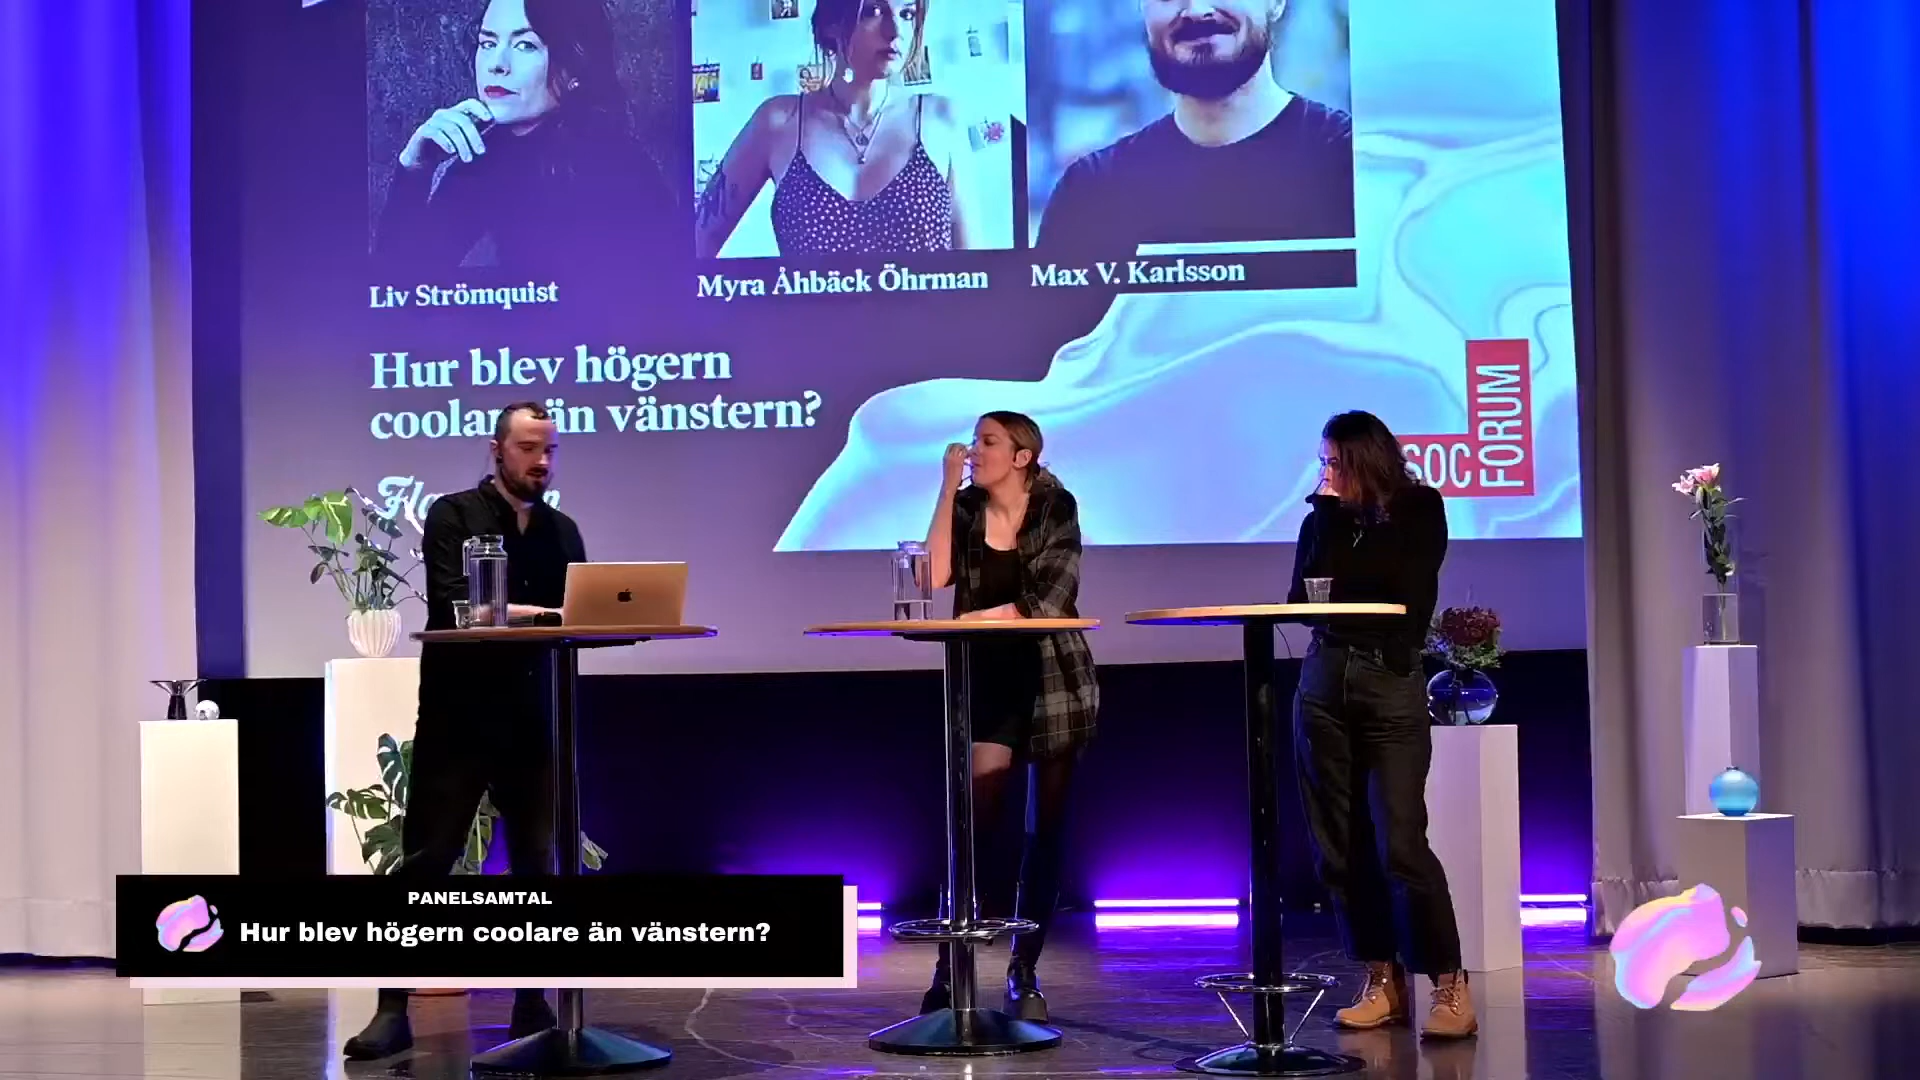 Liv Strömquist
Myra Åhbäck Öhrman
Max V. Karlsson
Hur blev högern
coolare än vänstern?
SOC
FORUM
PANELSAMTAL
Hur blev högern coolare än vänstern?